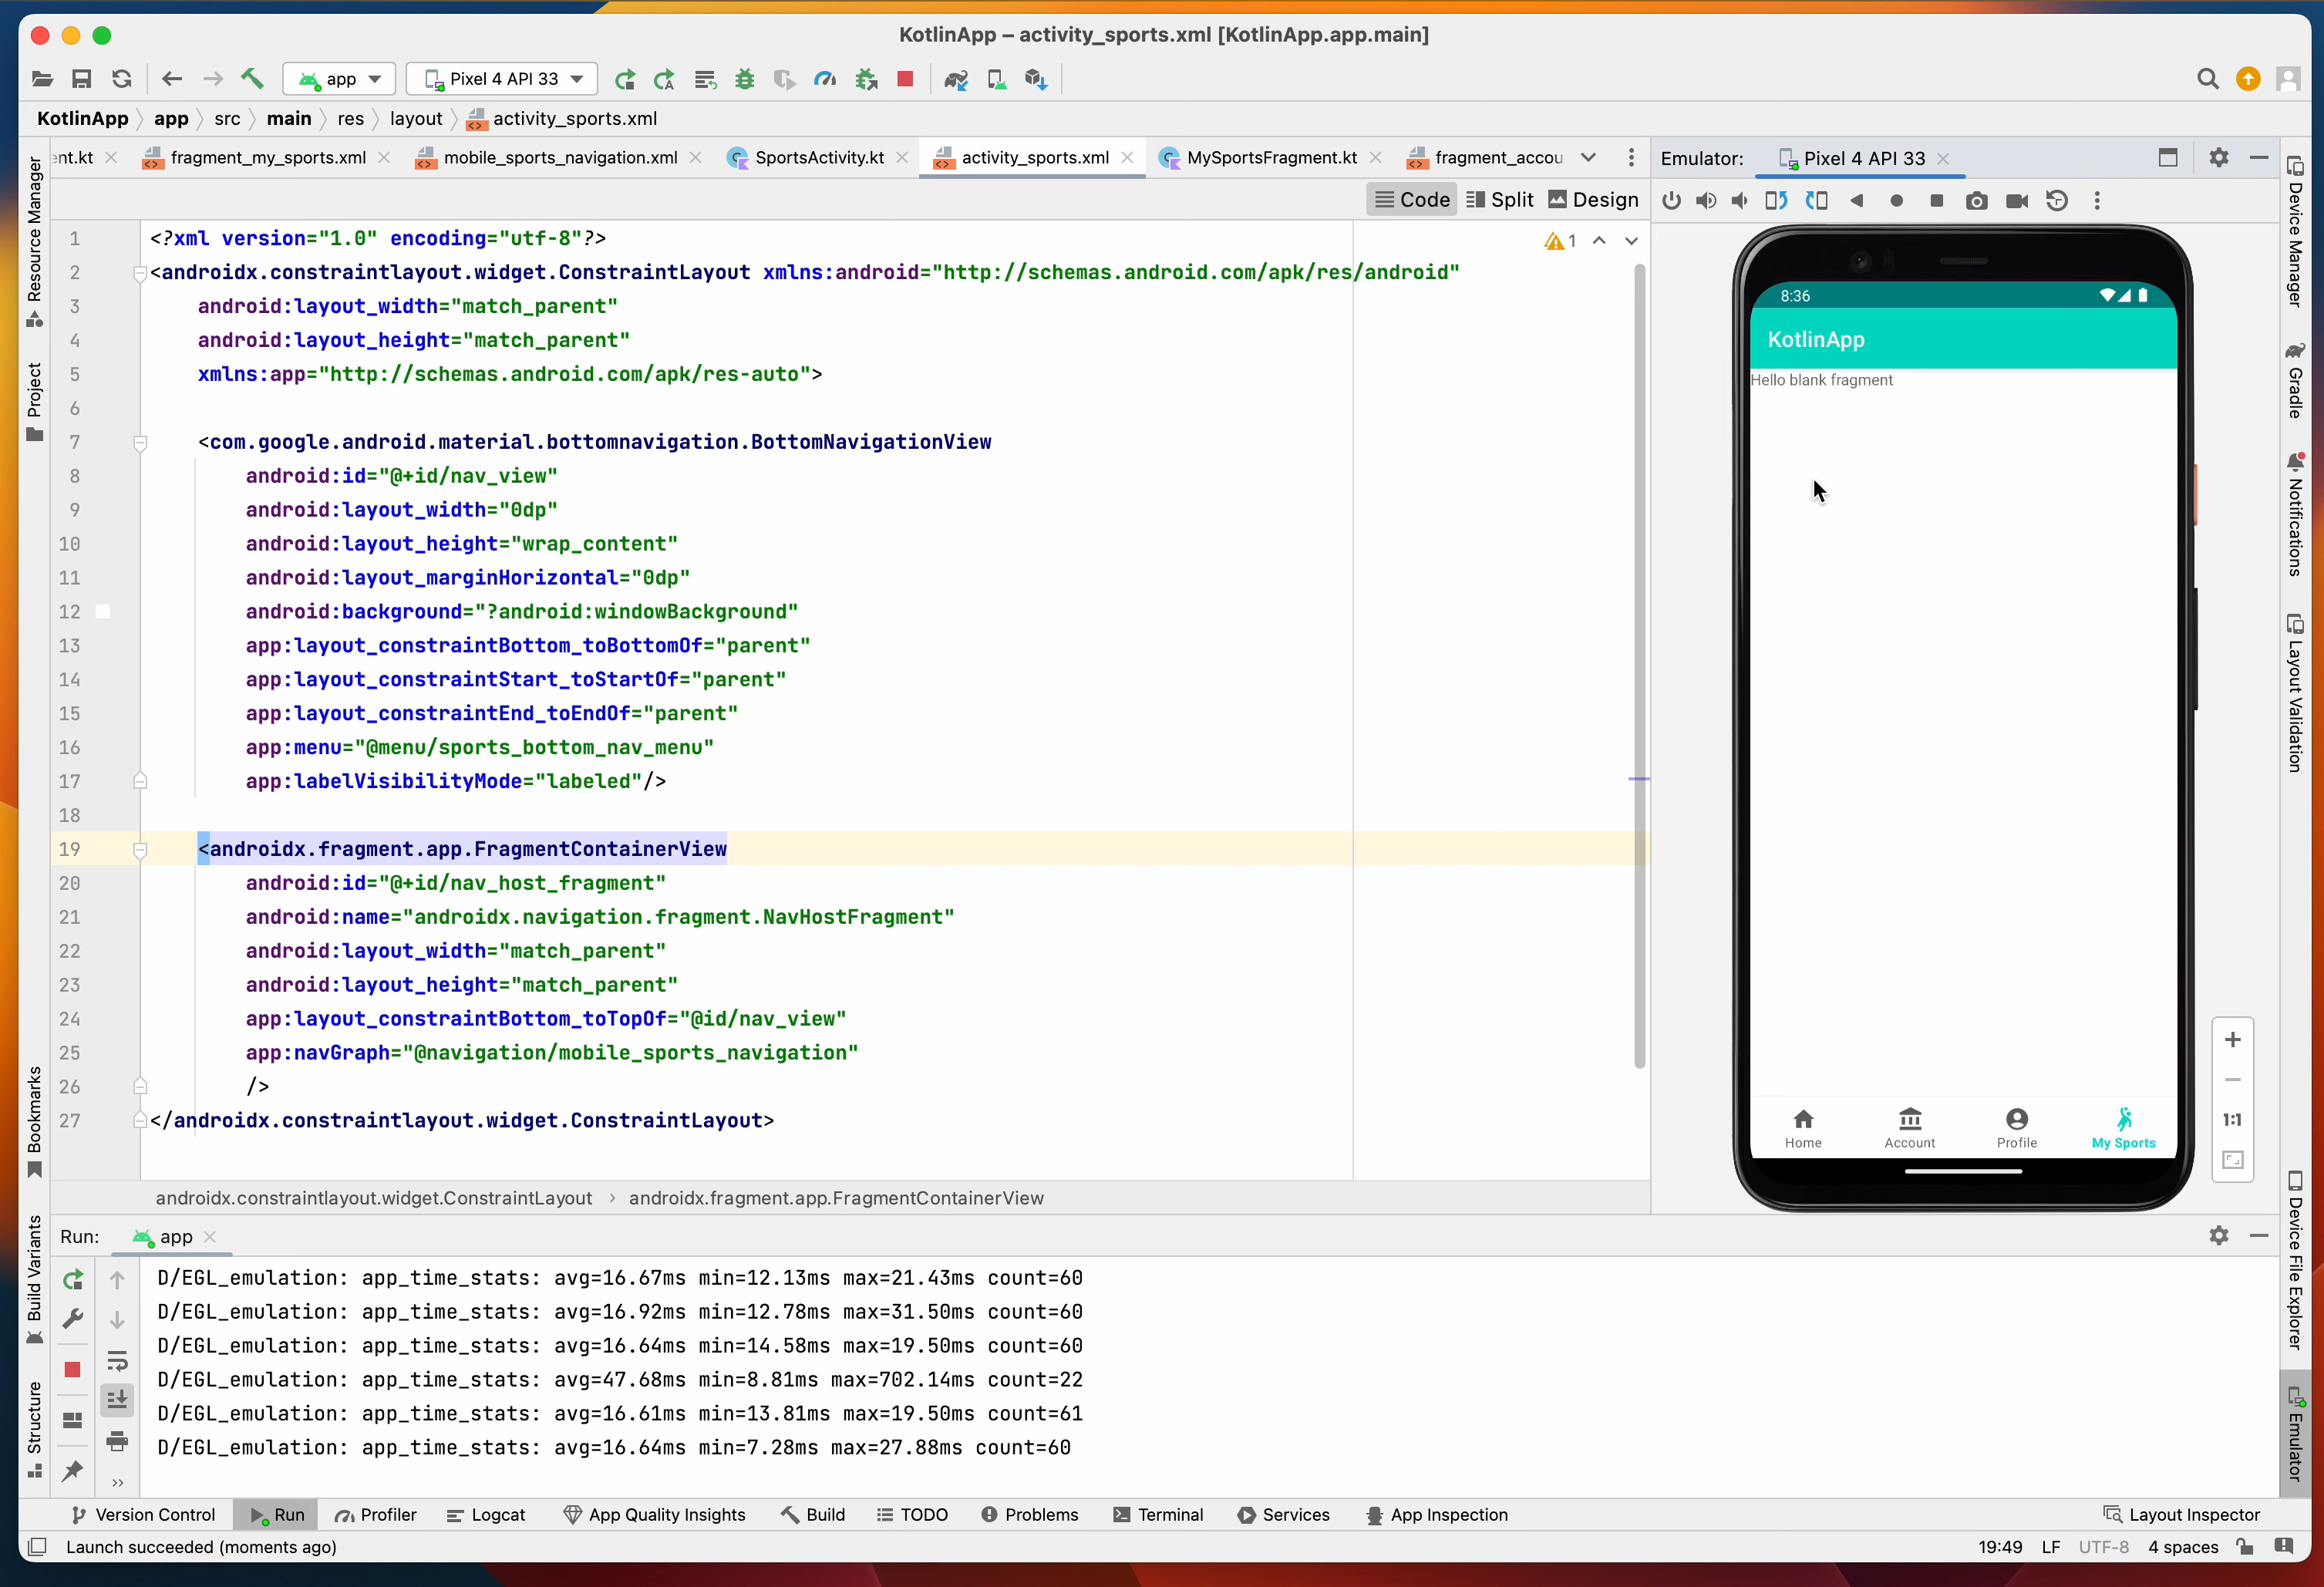 KotlinApp – activity_sports.xml [KotlinApp.app.main]
app
Pixel 4 API 33
KotlinApp
app
src
main
res
layout
activity_sports.xml
ent.kt
fragment_my_sports.xml
mobile_sports_navigation.xml
SportsActivity.kt
activity_sports.xml
MySportsFragment.kt
fragment_accou
Emulator:
Pixel 4 API 33
Code
Split
Design
1
1 <?xml version="1.0" encoding="utf-8"?>
2 <androidx.constraintlayout.widget.ConstraintLayout xmlns:android="http://schemas.android.com/apk/res/android"
3 android:layout_width="match_parent"
4 android:layout_height="match_parent"
5 xmlns:app="http://schemas.android.com/apk/res-auto">
6
7 <com.google.android.material.bottomnavigation.BottomNavigationView
8 android:id="@+id/nav_view"
9 android:layout_width="0dp"
10 android:layout_height="wrap_content"
11 android:layout_marginHorizontal="0dp"
12 android:background="?android:windowBackground"
13 app:layout_constraintBottom_toBottomOf="parent"
14 app:layout_constraintStart_toStartOf="parent"
15 app:layout_constraintEnd_toEndOf="parent"
16 app:menu="@menu/sports_bottom_nav_menu"
17 app:labelVisibilityMode="labeled"/>
18
19 <androidx.fragment.app.FragmentContainerView
20 android:id="@+id/nav_host_fragment"
21 android:name="androidx.navigation.fragment.NavHostFragment"
22 android:layout_width="match_parent"
23 android:layout_height="match_parent"
24 app:layout_constraintBottom_toTopOf="@id/nav_view"
25 app:navGraph="@navigation/mobile_sports_navigation"
26 />
27 </androidx.constraintlayout.widget.ConstraintLayout>
androidx.constraintlayout.widget.ConstraintLayout
androidx.fragment.app.FragmentContainerView
8:36
KotlinApp
Hello blank fragment
Home
Account
Profile
My Sports
1:1
Resource Manager
Project
Bookmarks
Build Variants
Structure
Device Manager
Gradle
Notifications
Layout Validation
Device File Explorer
Emulator
Run:
app
D/EGL_emulation: app_time_stats: avg=16.67ms min=12.13ms max=21.43ms count=60
D/EGL_emulation: app_time_stats: avg=16.92ms min=12.78ms max=31.50ms count=60
D/EGL_emulation: app_time_stats: avg=16.64ms min=14.58ms max=19.50ms count=60
D/EGL_emulation: app_time_stats: avg=47.68ms min=8.81ms max=702.14ms count=22
D/EGL_emulation: app_time_stats: avg=16.61ms min=13.81ms max=19.50ms count=61
D/EGL_emulation: app_time_stats: avg=16.64ms min=7.28ms max=27.88ms count=60
Version Control
Run
Profiler
Logcat
App Quality Insights
Build
TODO
Problems
Terminal
Services
App Inspection
Layout Inspector
Launch succeeded (moments ago)
19:49
LF
UTF-8
4 spaces